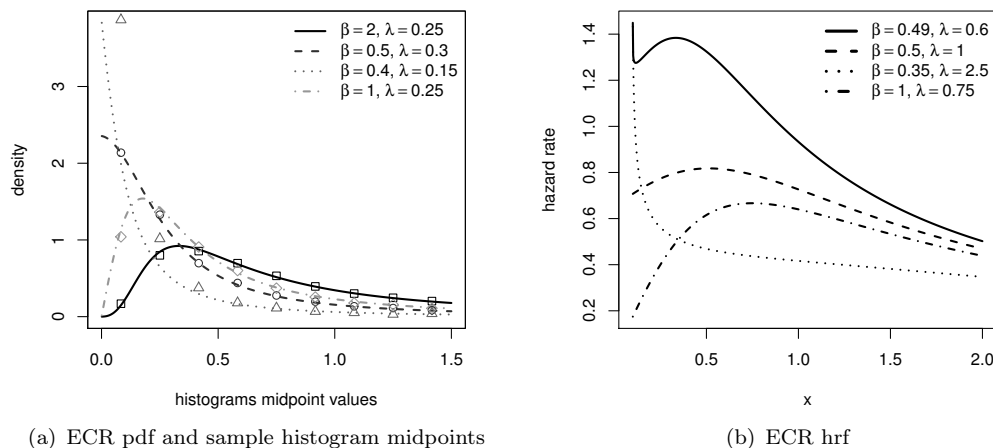 β = 2, λ = 0.25
β = 0.5, λ = 0.3
β = 0.4, λ = 0.15
β = 1, λ = 0.25
density
0
1
2
3
0.0
0.5
1.0
1.5
histograms midpoint values
(a) ECR pdf and sample histogram midpoints
β = 0.49, λ = 0.6
β = 0.5, λ = 1
β = 0.35, λ = 2.5
β = 1, λ = 0.75
hazard rate
0.2
0.4
0.6
0.8
1.0
1.2
1.4
0.5
1.0
1.5
2.0
x
(b) ECR hrf